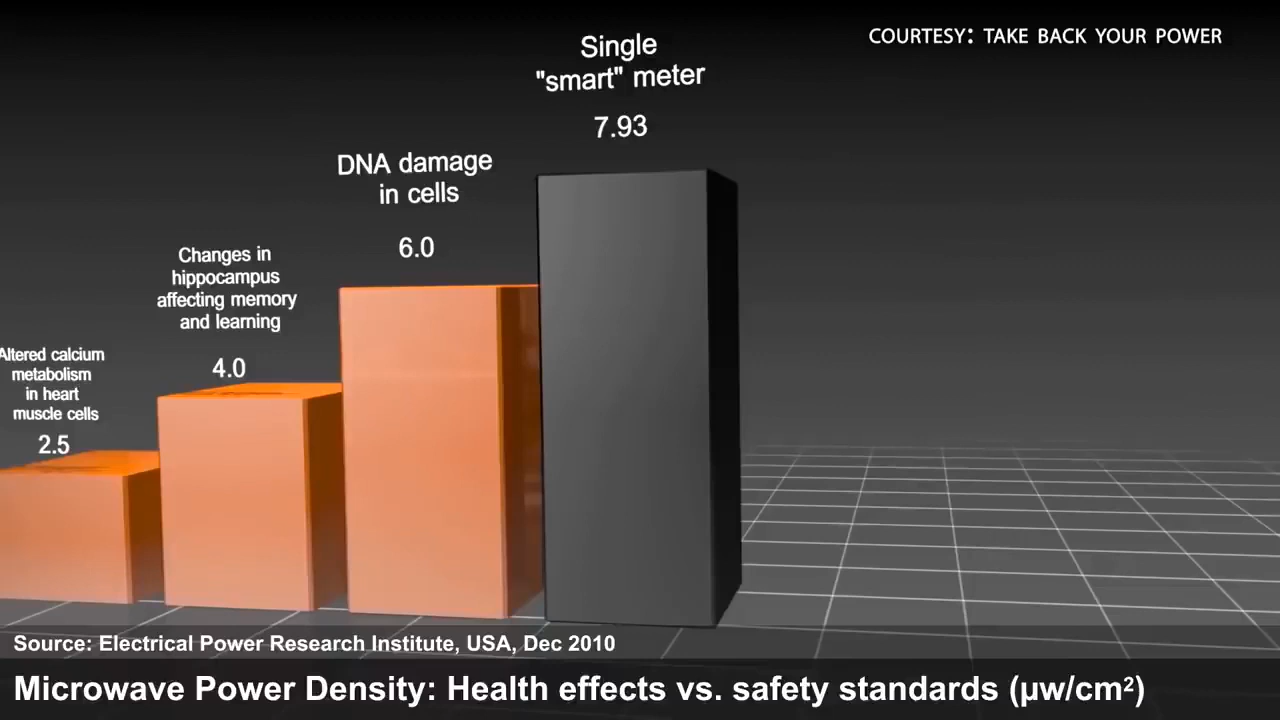 COURTESY: TAKE BACK YOUR POWER
Single
"smart" meter
7.93
DNA damage
in cells
6.0
Changes in
hippocampus
affecting memory
and learning
4.0
Altered calcium
metabolism
in heart
muscle cells
2.5
Source: Electrical Power Research Institute, USA, Dec 2010
Microwave Power Density: Health effects vs. safety standards (µw/cm²)